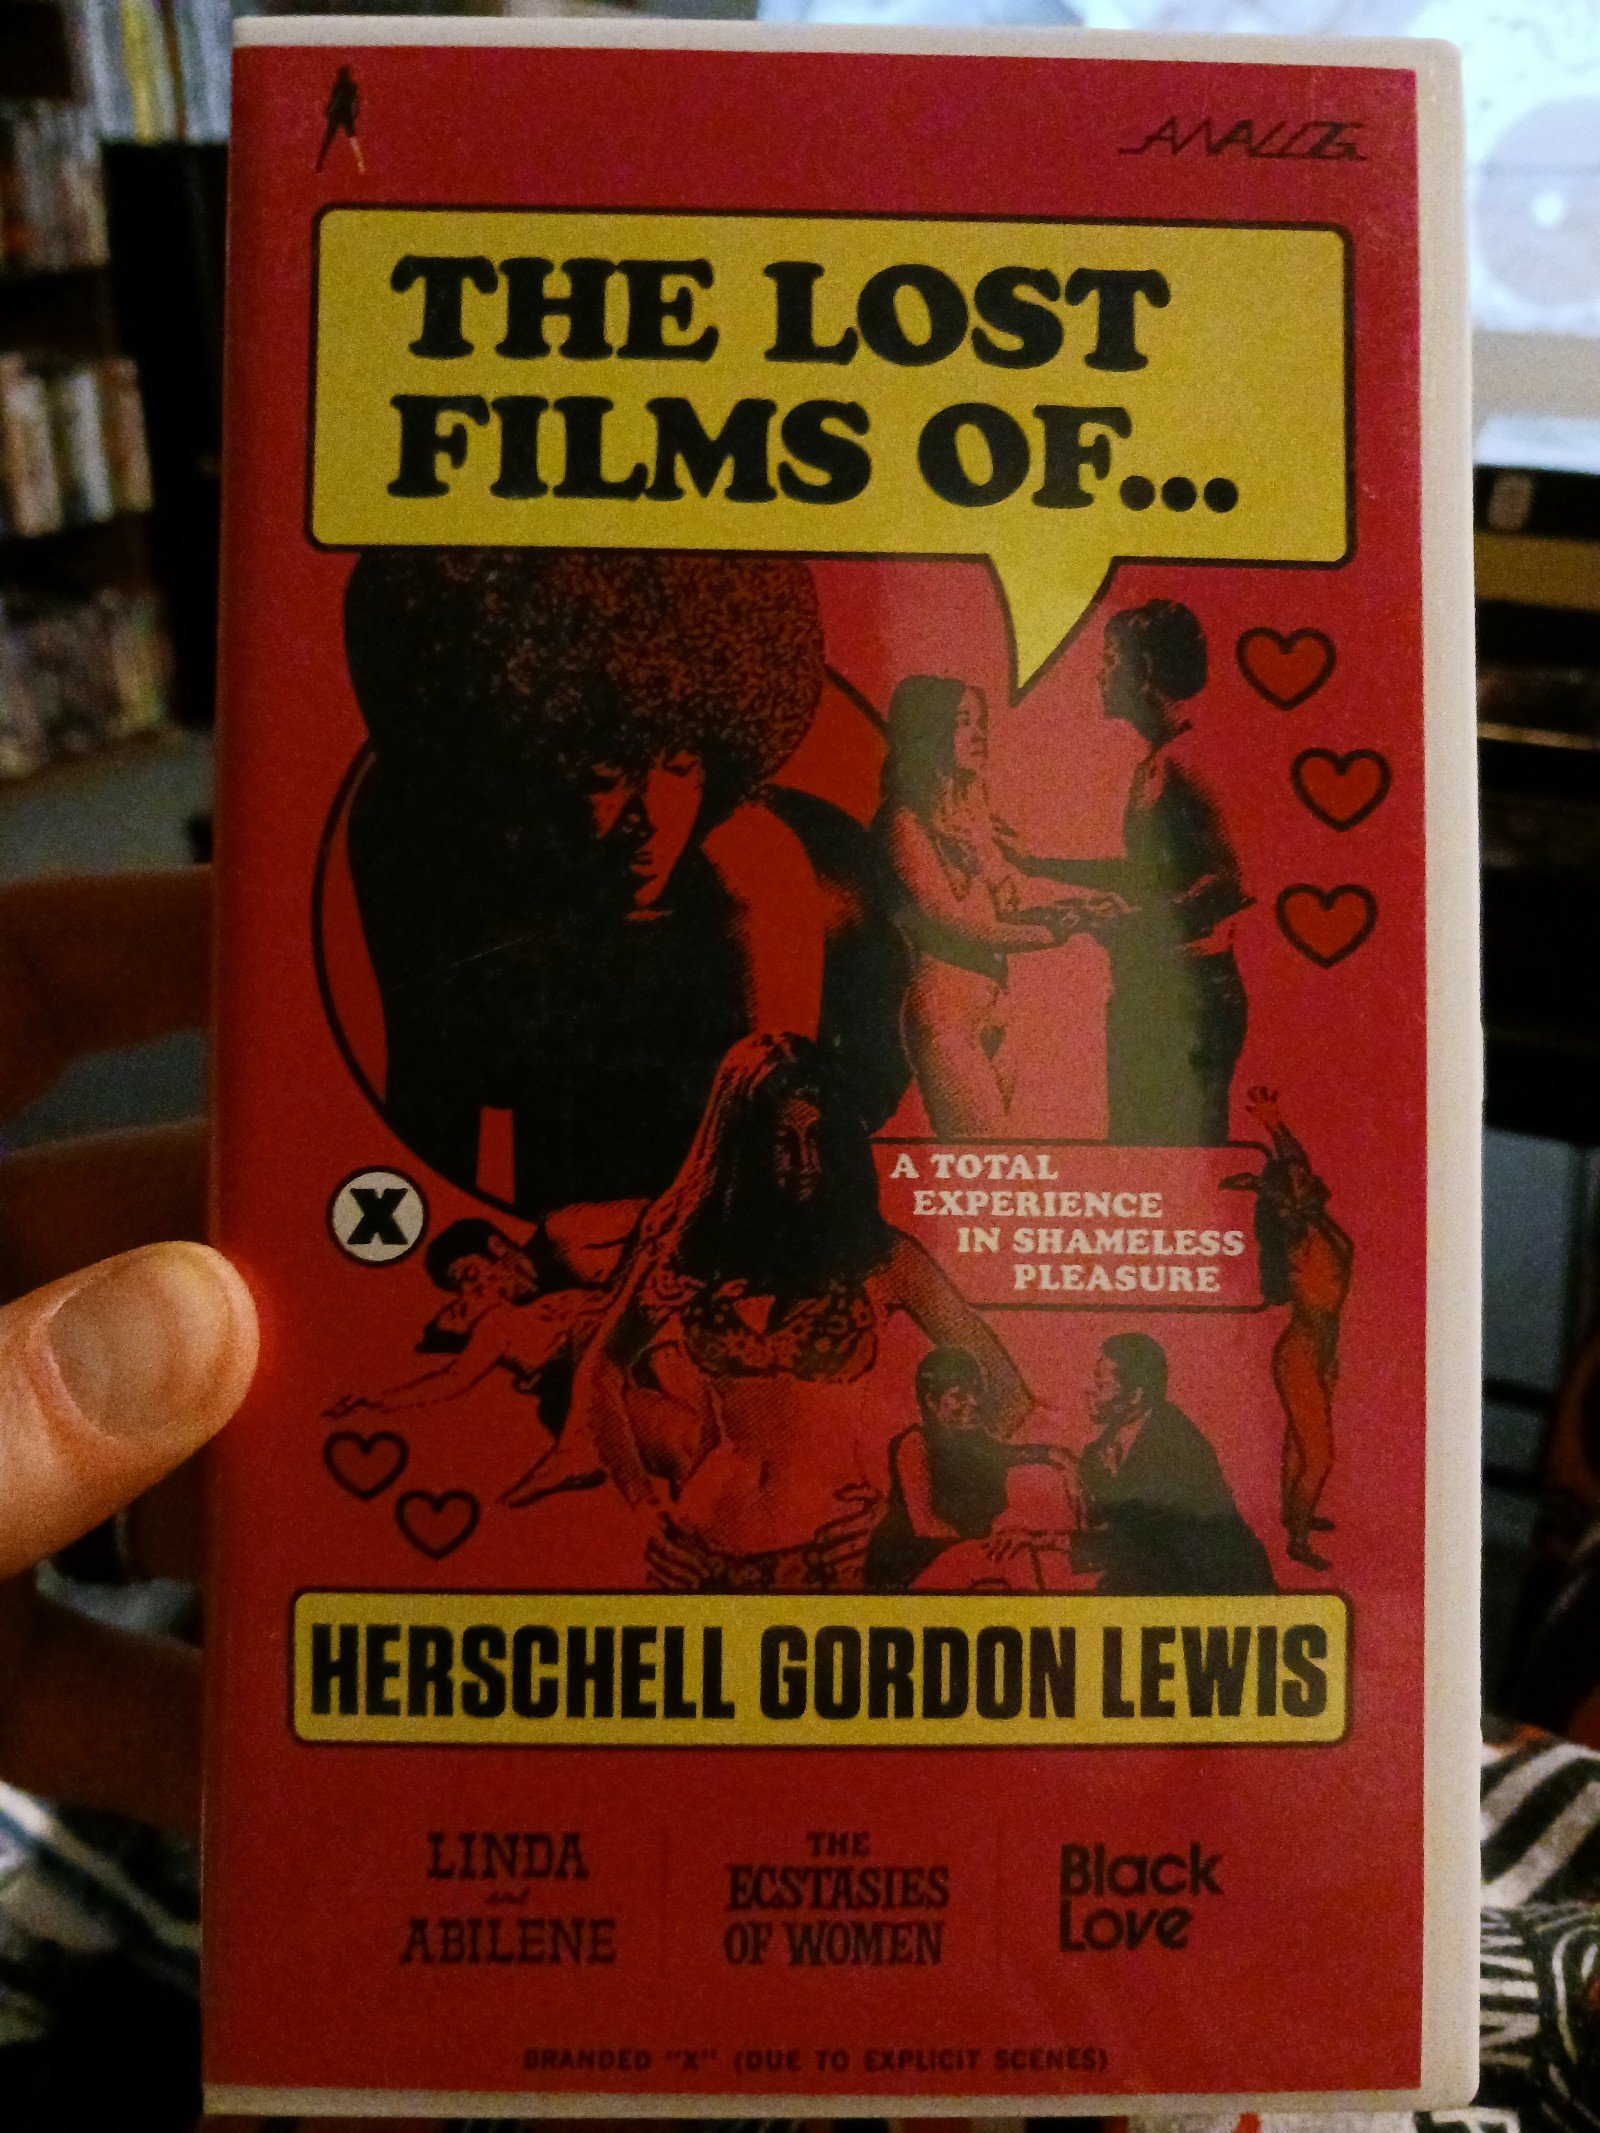 ANALOG
THE LOST
FILMS OF...
X
A TOTAL
EXPERIENCE
IN SHAMELESS
PLEASURE
HERSCHELL GORDON LEWIS
LINDA
and
ABILENE
THE
ECSTASIES
OF WOMEN
Black
Love
BRANDED "X" (DUE TO EXPLICIT SCENES)